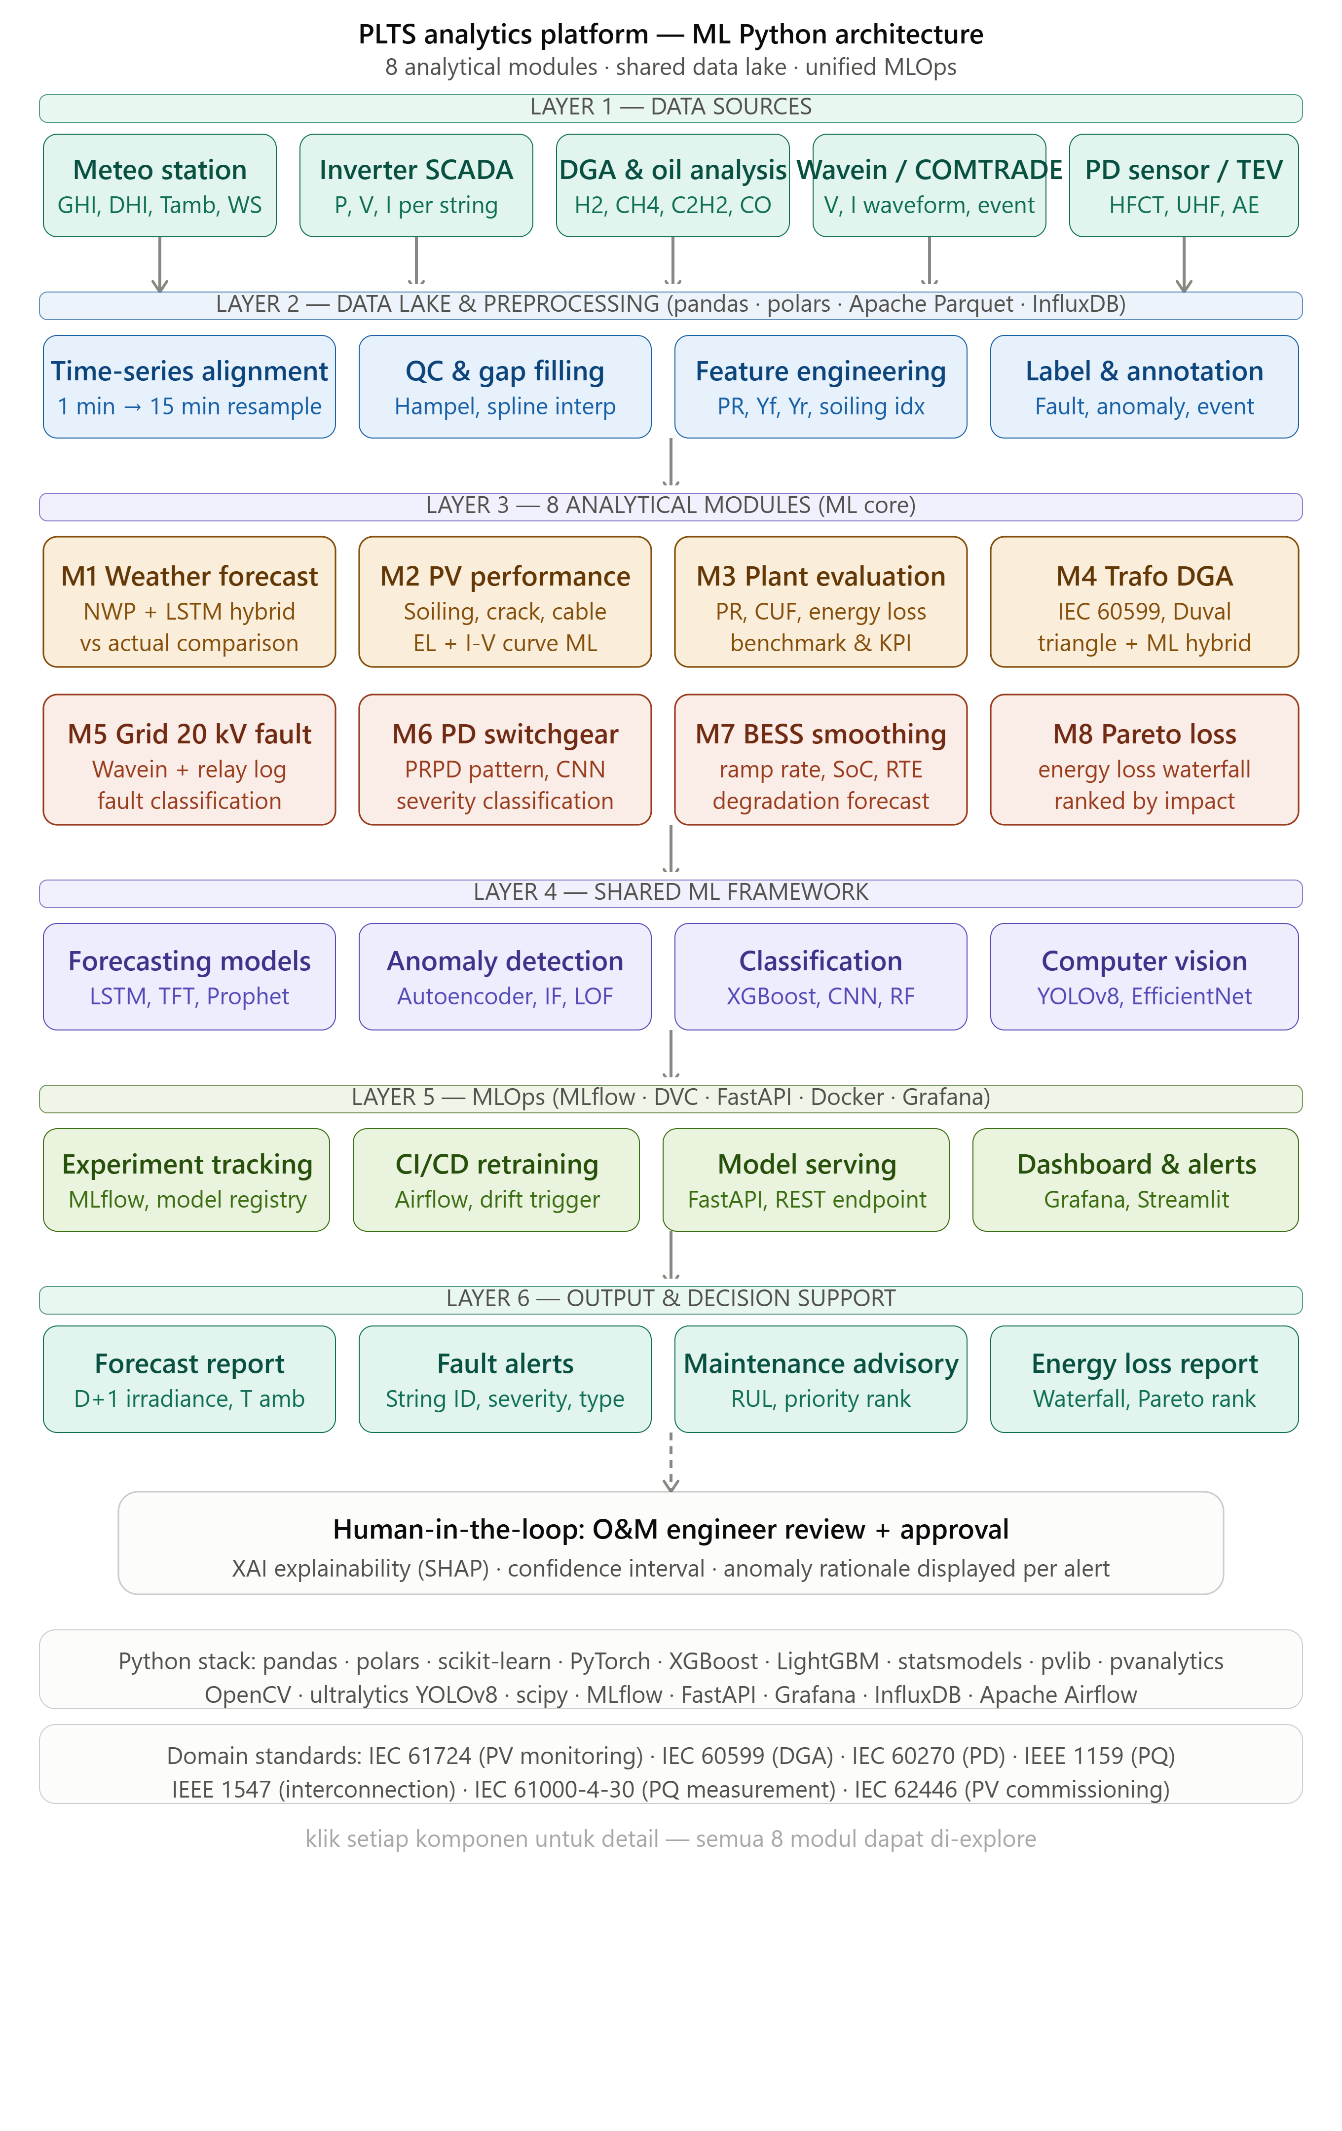 PLTS analytics platform — ML Python architecture
8 analytical modules · shared data lake · unified MLOps
LAYER 1 — DATA SOURCES
Meteo station
GHI, DHI, Tamb, WS
Inverter SCADA
P, V, I per string
DGA & oil analysis
H2, CH4, C2H2, CO
Wavein / COMTRADE
V, I waveform, event
PD sensor / TEV
HFCT, UHF, AE
LAYER 2 — DATA LAKE & PREPROCESSING (pandas · polars · Apache Parquet · InfluxDB)
Time-series alignment
1 min → 15 min resample
QC & gap filling
Hampel, spline interp
Feature engineering
PR, Yf, Yr, soiling idx
Label & annotation
Fault, anomaly, event
LAYER 3 — 8 ANALYTICAL MODULES (ML core)
M1 Weather forecast
NWP + LSTM hybrid
vs actual comparison
M2 PV performance
Soiling, crack, cable
EL + I-V curve ML
M3 Plant evaluation
PR, CUF, energy loss
benchmark & KPI
M4 Trafo DGA
IEC 60599, Duval
triangle + ML hybrid
M5 Grid 20 kV fault
Wavein + relay log
fault classification
M6 PD switchgear
PRPD pattern, CNN
severity classification
M7 BESS smoothing
ramp rate, SoC, RTE
degradation forecast
M8 Pareto loss
energy loss waterfall
ranked by impact
LAYER 4 — SHARED ML FRAMEWORK
Forecasting models
LSTM, TFT, Prophet
Anomaly detection
Autoencoder, IF, LOF
Classification
XGBoost, CNN, RF
Computer vision
YOLOv8, EfficientNet
LAYER 5 — MLOps (MLflow · DVC · FastAPI · Docker · Grafana)
Experiment tracking
MLflow, model registry
CI/CD retraining
Airflow, drift trigger
Model serving
FastAPI, REST endpoint
Dashboard & alerts
Grafana, Streamlit
LAYER 6 — OUTPUT & DECISION SUPPORT
Forecast report
D+1 irradiance, T amb
Fault alerts
String ID, severity, type
Maintenance advisory
RUL, priority rank
Energy loss report
Waterfall, Pareto rank
Human-in-the-loop: O&M engineer review + approval
XAI explainability (SHAP) · confidence interval · anomaly rationale displayed per alert
Python stack: pandas · polars · scikit-learn · PyTorch · XGBoost · LightGBM · statsmodels · pvlib · pvanalytics
OpenCV · ultralytics YOLOv8 · scipy · MLflow · FastAPI · Grafana · InfluxDB · Apache Airflow
Domain standards: IEC 61724 (PV monitoring) · IEC 60599 (DGA) · IEC 60270 (PD) · IEEE 1159 (PQ)
IEEE 1547 (interconnection) · IEC 61000-4-30 (PQ measurement) · IEC 62446 (PV commissioning)
klik setiap komponen untuk detail — semua 8 modul dapat di-explore